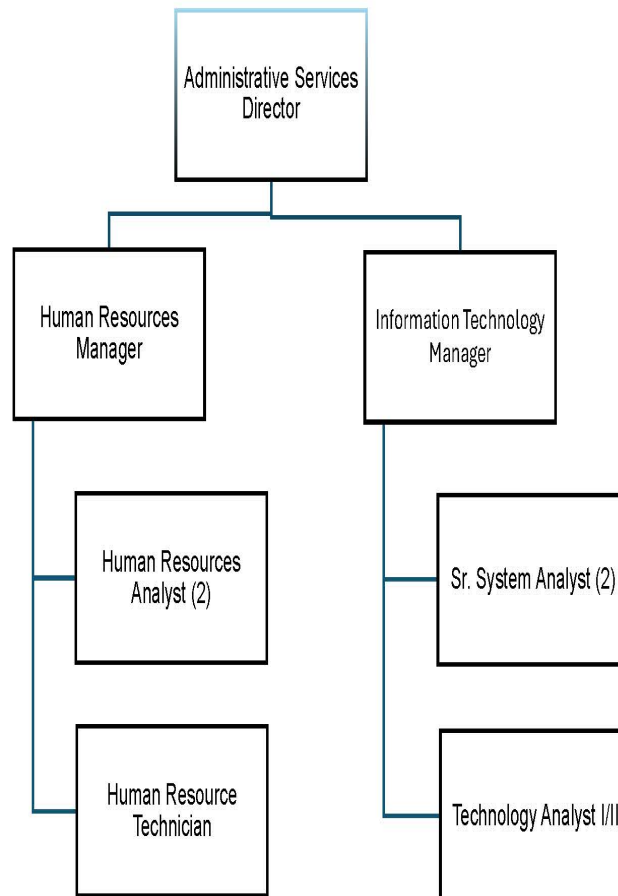 Administrative Services
Director
Human Resources
Manager
Information Technology
Manager
Human Resources
Analyst (2)
Sr. System Analyst (2)
Human Resource
Technician
Technology Analyst I/II